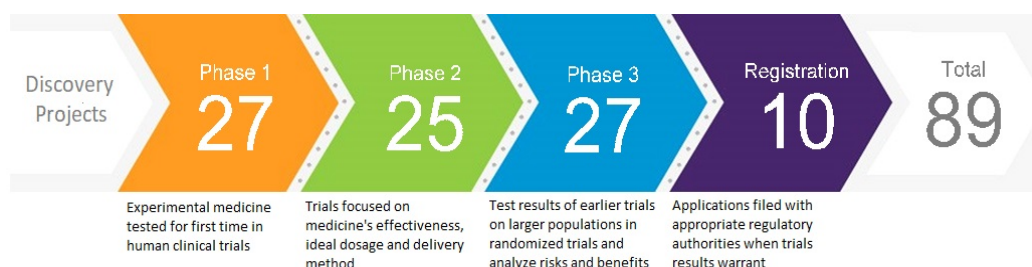 Discovery
Projects
Phase 1
27
Phase 2
25
Phase 3
27
Registration
10
Total
89
Experimental medicine
tested for first time in
human clinical trials
Trials focused on
medicine's effectiveness,
ideal dosage and delivery
method
Test results of earlier trials
on larger populations in
randomized trials and
analyze risks and benefits
Applications filed with
appropriate regulatory
authorities when trials
results warrant